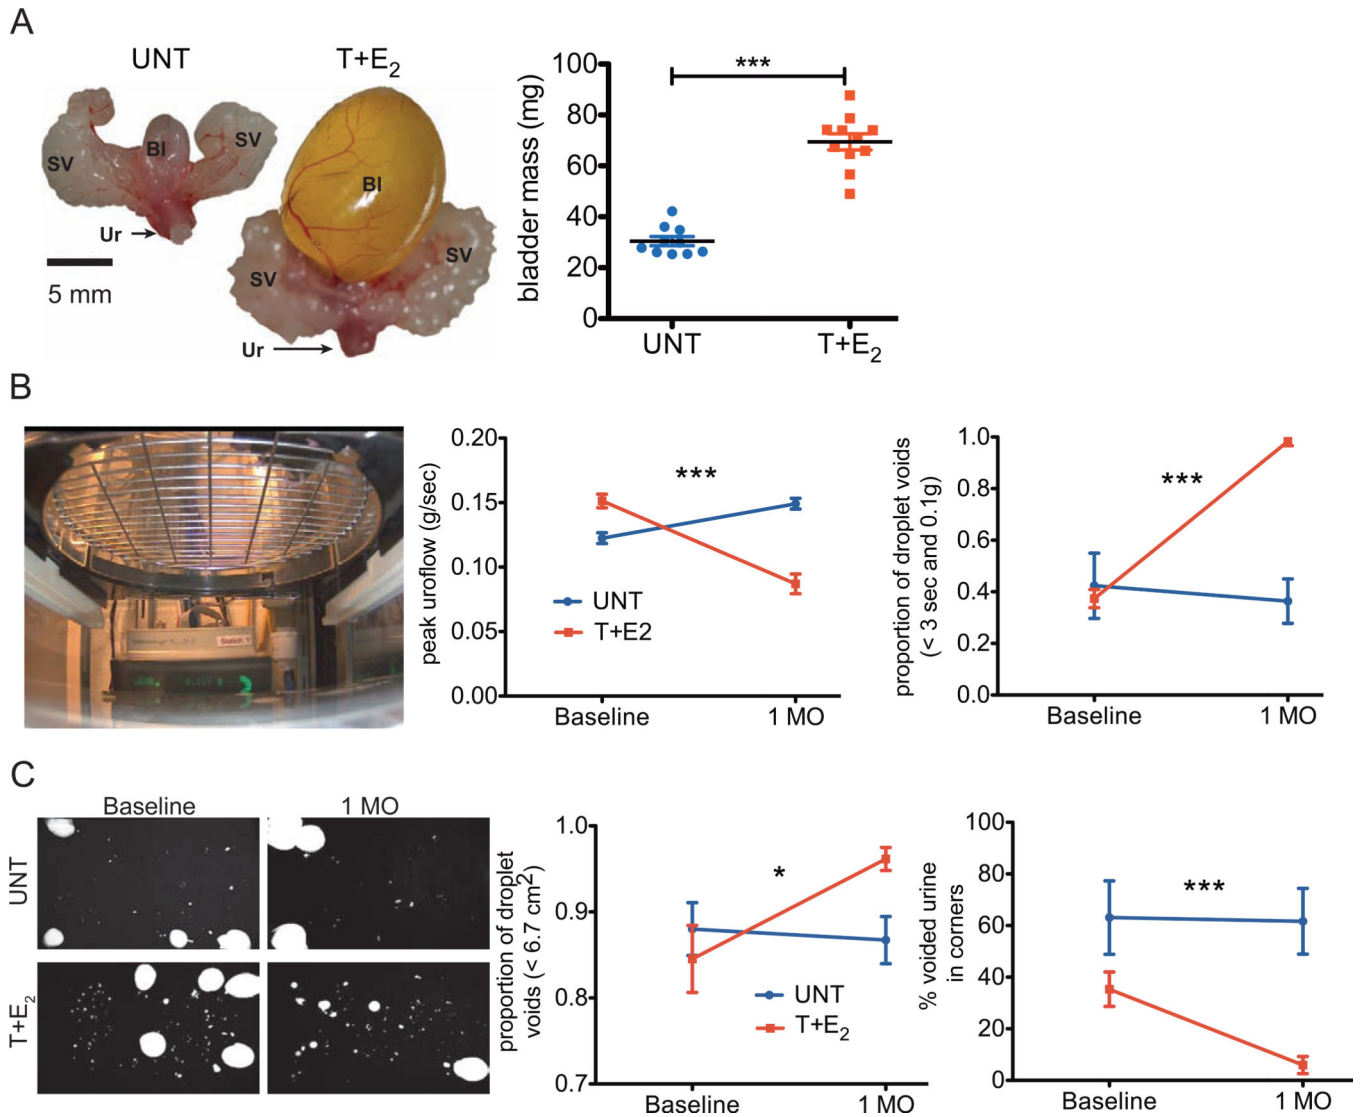 A
UNT
T+E2
SV
Bl
SV
Ur
5 mm
Bl
SV
SV
Ur
bladder mass (mg)
100
80
60
40
20
0
***
UNT
T+E2
B
Station 1
peak uroflow (g/sec)
0.20
0.15
0.10
0.05
0.00
***
UNT
T+E2
Baseline
1 MO
proportion of droplet voids
(< 3 sec and 0.1g)
1.0
0.8
0.6
0.4
0.2
0.0
***
Baseline
1 MO
C
Baseline
1 MO
UNT
T+E2
proportion of droplet
voids (< 6.7 cm2)
1.0
0.9
0.8
0.7
*
UNT
T+E2
Baseline
1 MO
% voided urine
in corners
100
80
60
40
20
0
***
Baseline
1 MO